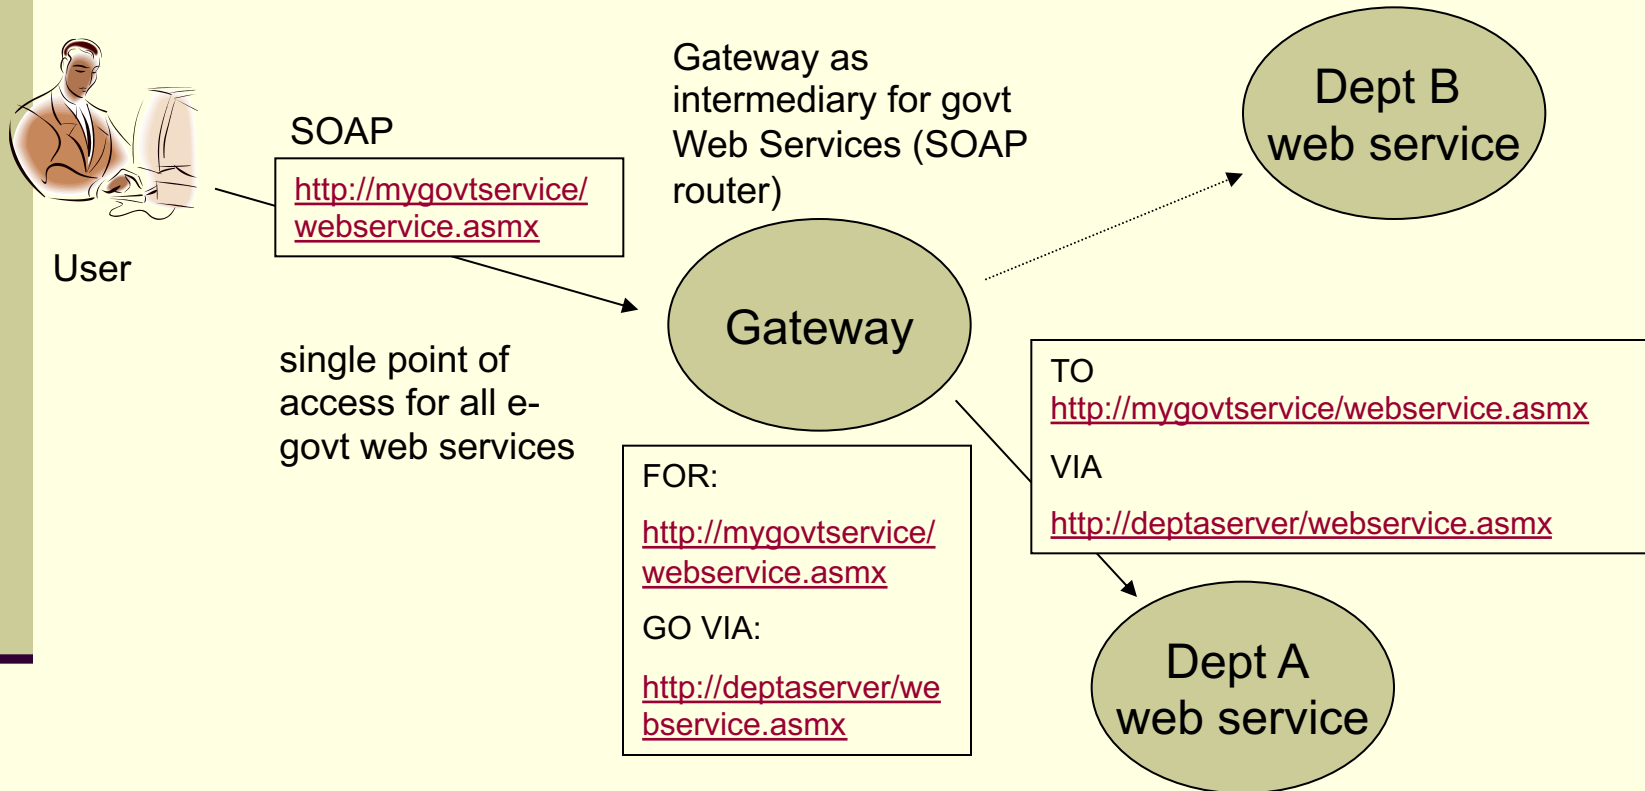 User
SOAP
http://mygovtservice/
webservice.asmx
single point of
access for all e-
govt web services
Gateway as
intermediary for govt
Web Services (SOAP
router)
Gateway
FOR:
http://mygovtservice/
webservice.asmx
GO VIA:
http://deptaserver/we
bservice.asmx
Dept B
web service
TO
http://mygovtservice/webservice.asmx
VIA
http://deptaserver/webservice.asmx
Dept A
web service